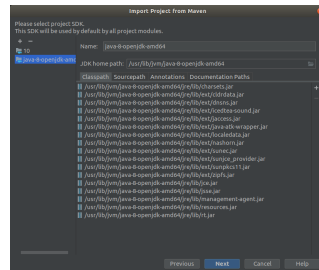 Import Project from Maven
Please select project SDK.
This SDK will be used by default by all project modules.
+ −
10
java-8-openjdk-amd
Name: java-8-openjdk-amd64
JDK home path: /usr/lib/jvm/java-8-openjdk-amd64
Classpath Sourcepath Annotations Documentation Paths
/usr/lib/jvm/java-8-openjdk-amd64/jre/lib/charsets.jar
/usr/lib/jvm/java-8-openjdk-amd64/jre/lib/ext/cldrdata.jar
/usr/lib/jvm/java-8-openjdk-amd64/jre/lib/ext/dnsns.jar
/usr/lib/jvm/java-8-openjdk-amd64/jre/lib/ext/icedtea-sound.jar
/usr/lib/jvm/java-8-openjdk-amd64/jre/lib/ext/jaccess.jar
/usr/lib/jvm/java-8-openjdk-amd64/jre/lib/ext/java-atk-wrapper.jar
/usr/lib/jvm/java-8-openjdk-amd64/jre/lib/ext/localedata.jar
/usr/lib/jvm/java-8-openjdk-amd64/jre/lib/ext/nashorn.jar
/usr/lib/jvm/java-8-openjdk-amd64/jre/lib/ext/sunec.jar
/usr/lib/jvm/java-8-openjdk-amd64/jre/lib/ext/sunjce_provider.jar
/usr/lib/jvm/java-8-openjdk-amd64/jre/lib/ext/sunpkcs11.jar
/usr/lib/jvm/java-8-openjdk-amd64/jre/lib/ext/zipfs.jar
/usr/lib/jvm/java-8-openjdk-amd64/jre/lib/jce.jar
/usr/lib/jvm/java-8-openjdk-amd64/jre/lib/jsse.jar
/usr/lib/jvm/java-8-openjdk-amd64/jre/lib/management-agent.jar
/usr/lib/jvm/java-8-openjdk-amd64/jre/lib/resources.jar
/usr/lib/jvm/java-8-openjdk-amd64/jre/lib/rt.jar
Previous Next Cancel Help